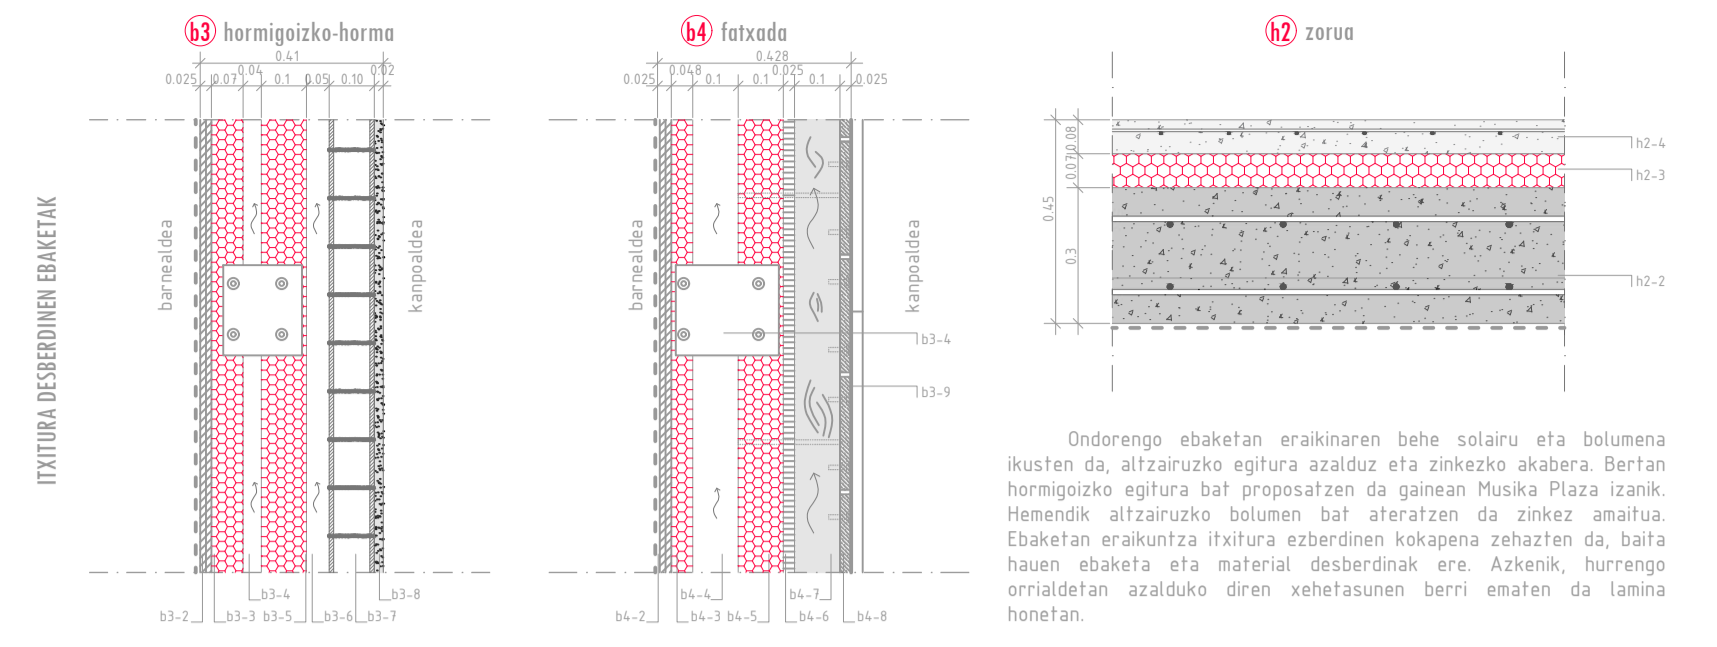 ITXITURA DESBERDINEN EBAKETAK
b3 hormigoizko-horma
0.41
0.04 0.02
0.025 0.07 0.1 0.05 0.10
barnealdea
kanpoaldea
b3-4 b3-8
b3-2 b3-3 b3-5 b3-6 b3-7
b4 fatxada
0.428
0.048 0.025
0.025 0.1 0.1 0.1 0.025
barnealdea
kanpoaldea
b3-4
b3-9
b4-4 b4-7
b4-2 b4-3 b4-5 b4-6 b4-8
h2 zorua
0.08
0.07
0.45
0.3
h2-4
h2-3
h2-2
Ondorengo ebaketan eraikinaren behe solairu eta bolumena
ikusten da, altzairuzko egitura azalduz eta zinkezko akabera. Bertan
hormigoizko egitura bat proposatzen da gainean Musika Plaza izanik.
Hemendik altzairuzko bolumen bat ateratzen da zinkez amaitua.
Ebaketan eraikuntza itxitura ezberdinen kokapena zehazten da, baita
hauen ebaketa eta material desberdinak ere. Azkenik, hurrengo
orrialdetan azalduko diren xehetasunen berri ematen da lamina
honetan.